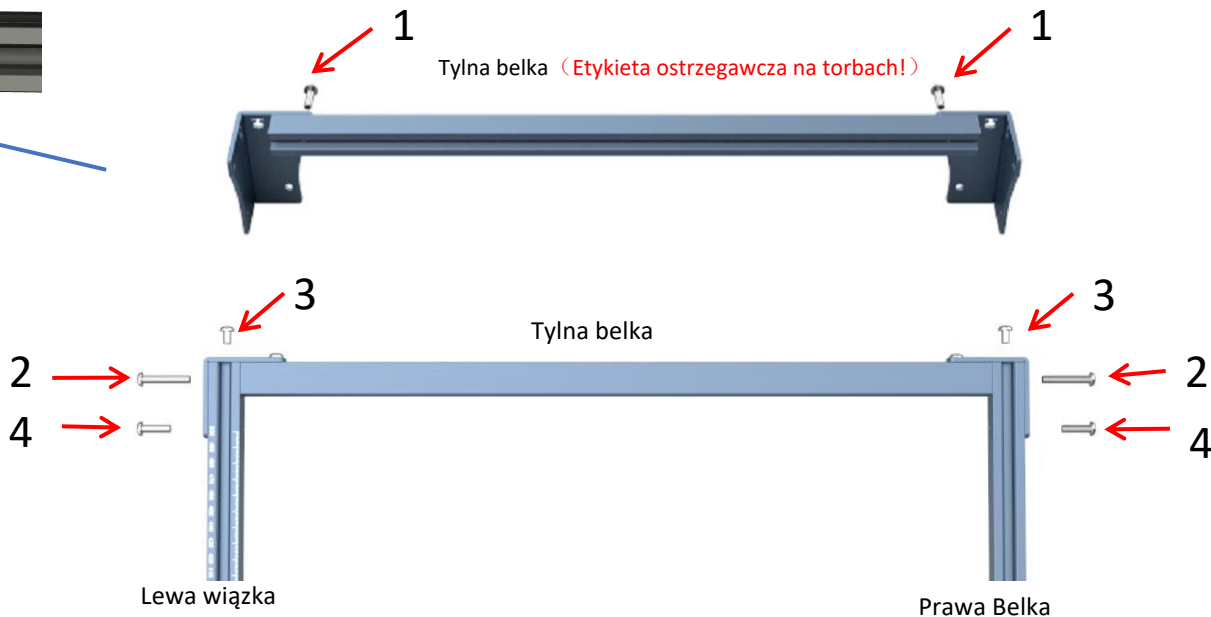 1
1
Tylna belka（Etykieta ostrzegawcza na torbach!）
3
3
Tylna belka
2
2
4
4
Lewa wiązka
Prawa Belka